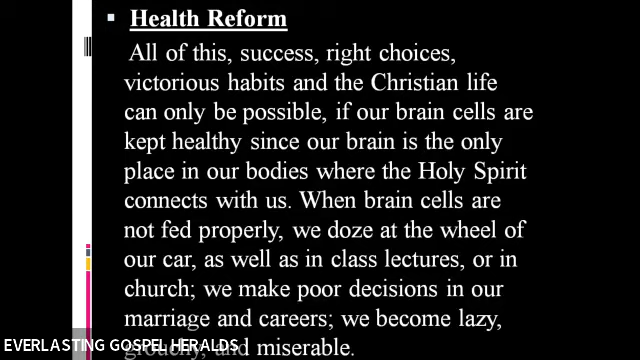 ▪ Health Reform
All of this, success, right choices,
victorious habits and the Christian life
can only be possible, if our brain cells are
kept healthy since our brain is the only
place in our bodies where the Holy Spirit
connects with us. When brain cells are
not fed properly, we doze at the wheel of
our car, as well as in class lectures, or in
church; we make poor decisions in our
marriage and careers; we become lazy,
grouchy, and miserable.
EVERLASTING GOSPEL HERALDS